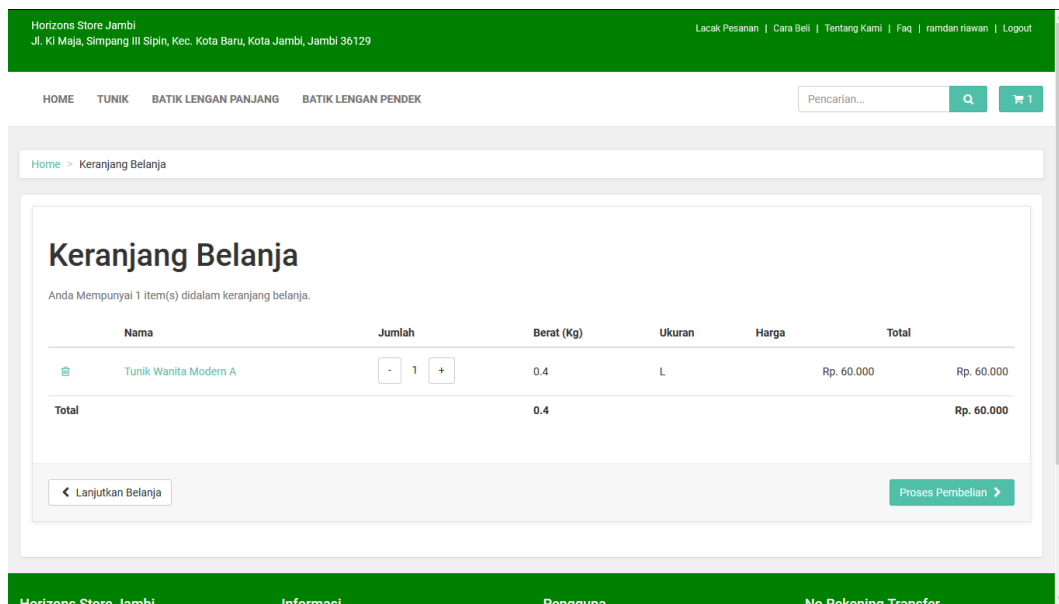 Horizons Store Jambi
Jl. Ki Maja, Simpang III Sipin, Kec. Kota Baru, Kota Jambi, Jambi 36129
Lacak Pesanan | Cara Beli | Tentang Kami | Faq | ramdan riawan | Logout
HOME TUNIK BATIK LENGAN PANJANG BATIK LENGAN PENDEK
Pencarian...
1
Home > Keranjang Belanja
Keranjang Belanja
Anda Mempunyai 1 item(s) didalam keranjang belanja.
Nama Jumlah Berat (Kg) Ukuran Harga Total
Tunik Wanita Modern A - 1 + 0.4 L Rp. 60.000 Rp. 60.000
Total 0.4 Rp. 60.000
Lanjutkan Belanja
Proses Pembelian
Horizons Store Jambi Informasi Pengguna No Rekening Transfer